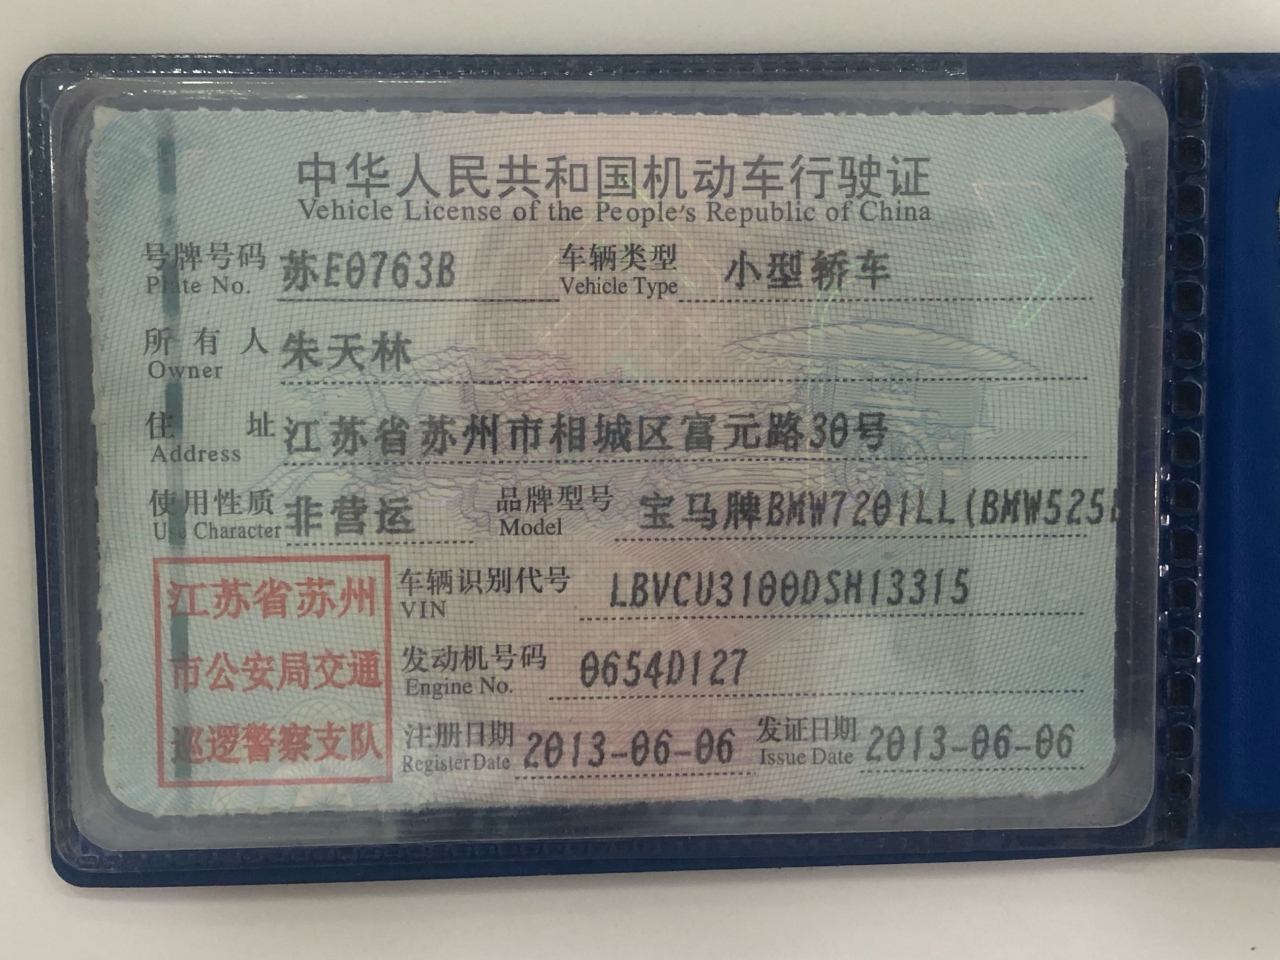 中华人民共和国机动车行驶证
Vehicle License of the People's Republic of China
号牌号码 苏E0763B 车辆类型 小型轿车
Plate No. Vehicle Type
所有人 朱天林
Owner
住址 江苏省苏州市相城区富元路30号
Address
使用性质 非营运 品牌型号 宝马牌BMW7201LL(BMW525
Use Character Model
江苏省苏州
市公安局交通
巡逻警察支队
车辆识别代号 LBVCU3100DSH13315
VIN
发动机号码 0654D127
Engine No.
注册日期 2013-06-06 发证日期 2013-06-06
Register Date Issue Date